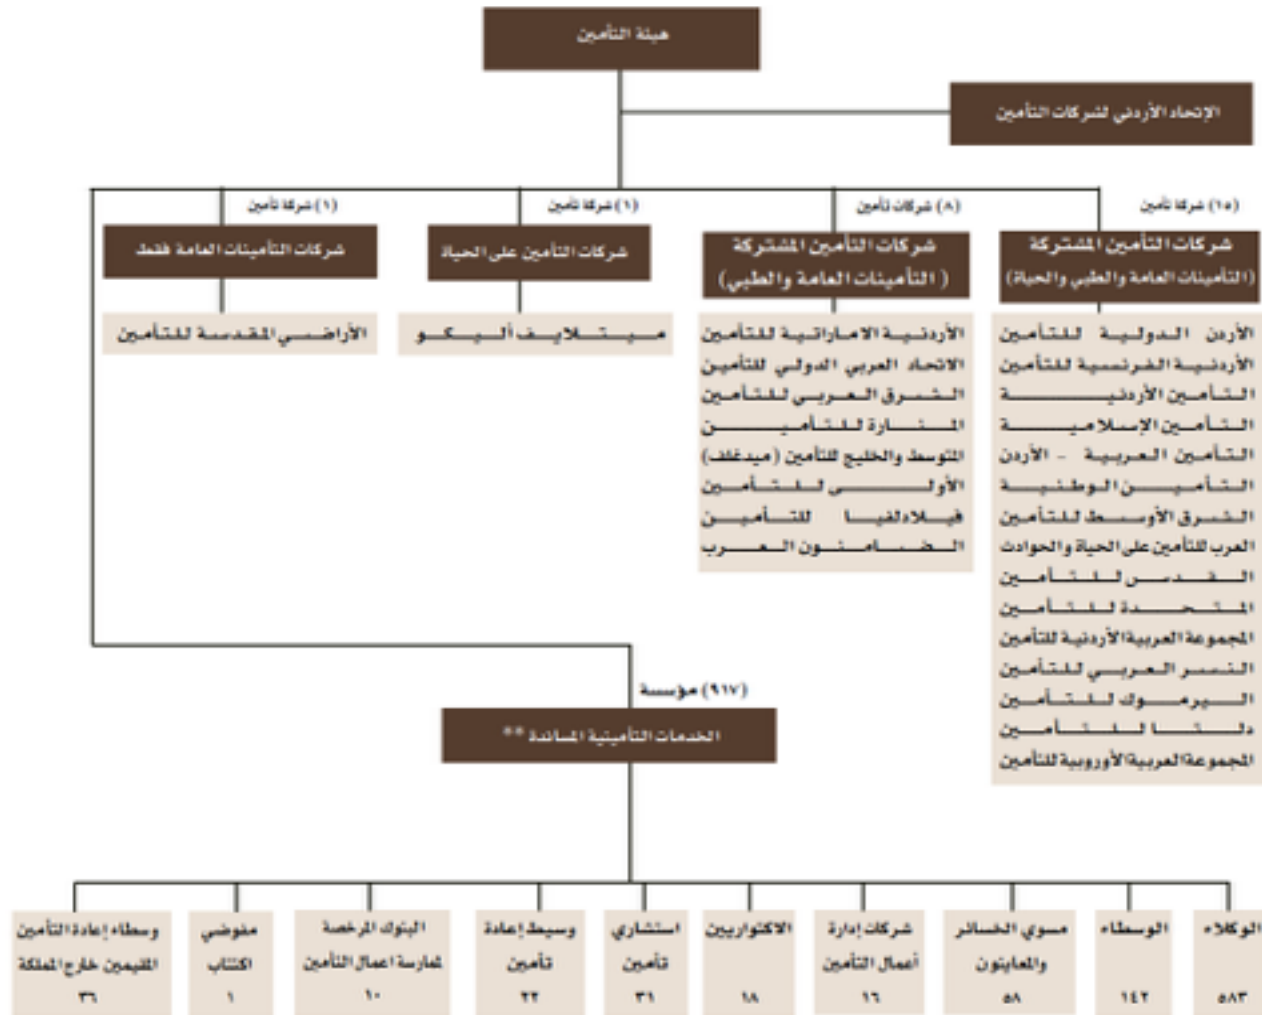 هيئة التأمين
الإتحاد الأردني لشركات التأمين
(١٥) شركة تأمين
شركات التأمين المشتركة
(التأمينات العامة والطبي والحياة)
الأردن الدولية للتأمين
الأردنية الفرنسية للتأمين
التأمين الأردنية
التأمين الإسلامية
التأمين العربية - الأردن
التأمين الوطنية
الشرق الأوسط للتأمين
العرب للتأمين على الحياة والحوادث
القدس للتأمين
المتحدة للتأمين
المجموعة العربية الأردنية للتأمين
النسر العربي للتأمين
اليرموك للتأمين
دلتا للتأمين
المجموعة العربية الأوروبية للتأمين
(٨) شركات تأمين
شركات التأمين المشتركة
(التأمينات العامة والطبي)
الأردنية الاماراتية للتأمين
الاتحاد العربي الدولي للتأمين
الشرق العربي للتأمين
المنارة للتأمين
المتوسط والخليج للتأمين (ميدغلف)
الأولى للتأمين
فيلادلفيا للتأمين
الضامنون العرب
(١) شركة تأمين
شركات التأمين على الحياة
ميتلايف أليكو
(١) شركة تأمين
شركات التأمينات العامة فقط
الأراضي المقدسة للتأمين
(٩١٧) مؤسسة
الخدمات التأمينية المساندة **
الوكلاء
٥٨٣
الوسطاء
١٤٢
مسوي الخسائر
والمعاينون
٥٨
شركات إدارة
أعمال التأمين
١٦
الاكتواريين
١٨
استشاري
تأمين
٣١
وسيط إعادة
تأمين
٢٢
البنوك المرخصة
لممارسة اعمال التأمين
١٠
مفوضي
اكتتاب
١
وسطاء إعادة التأمين
المقيمين خارج المملكة
٣٦